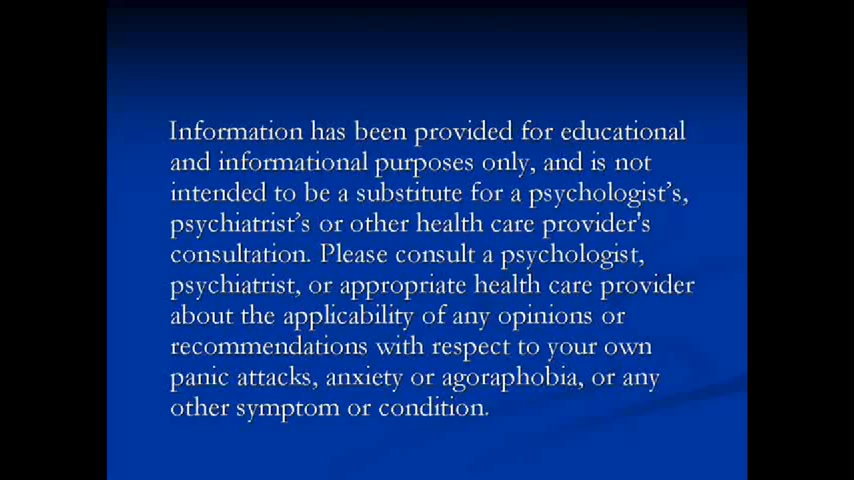 Information has been provided for educational
and informational purposes only, and is not
intended to be a substitute for a psychologist’s,
psychiatrist’s or other health care provider's
consultation. Please consult a psychologist,
psychiatrist, or appropriate health care provider
about the applicability of any opinions or
recommendations with respect to your own
panic attacks, anxiety or agoraphobia, or any
other symptom or condition.